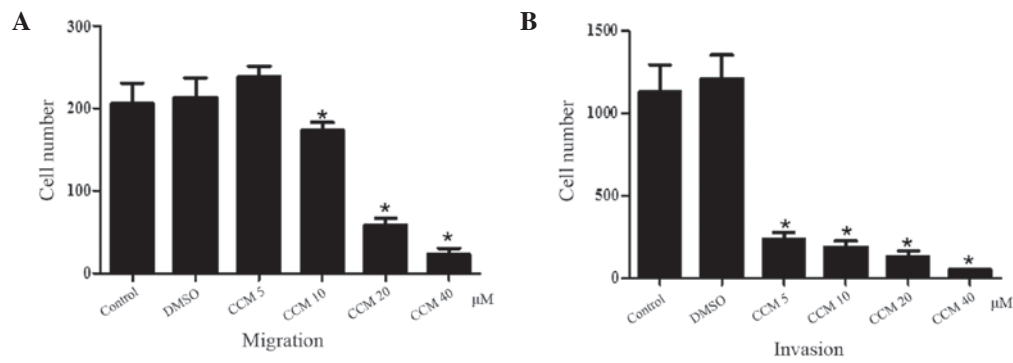 A
300
200
100
0
Cell number
*
*
*
Control
DMSO
CCM 5
CCM 10
CCM 20
CCM 40
μM
Migration
B
1500
1000
500
0
Cell number
*
*
*
*
Control
DMSO
CCM 5
CCM 10
CCM 20
CCM 40
μM
Invasion